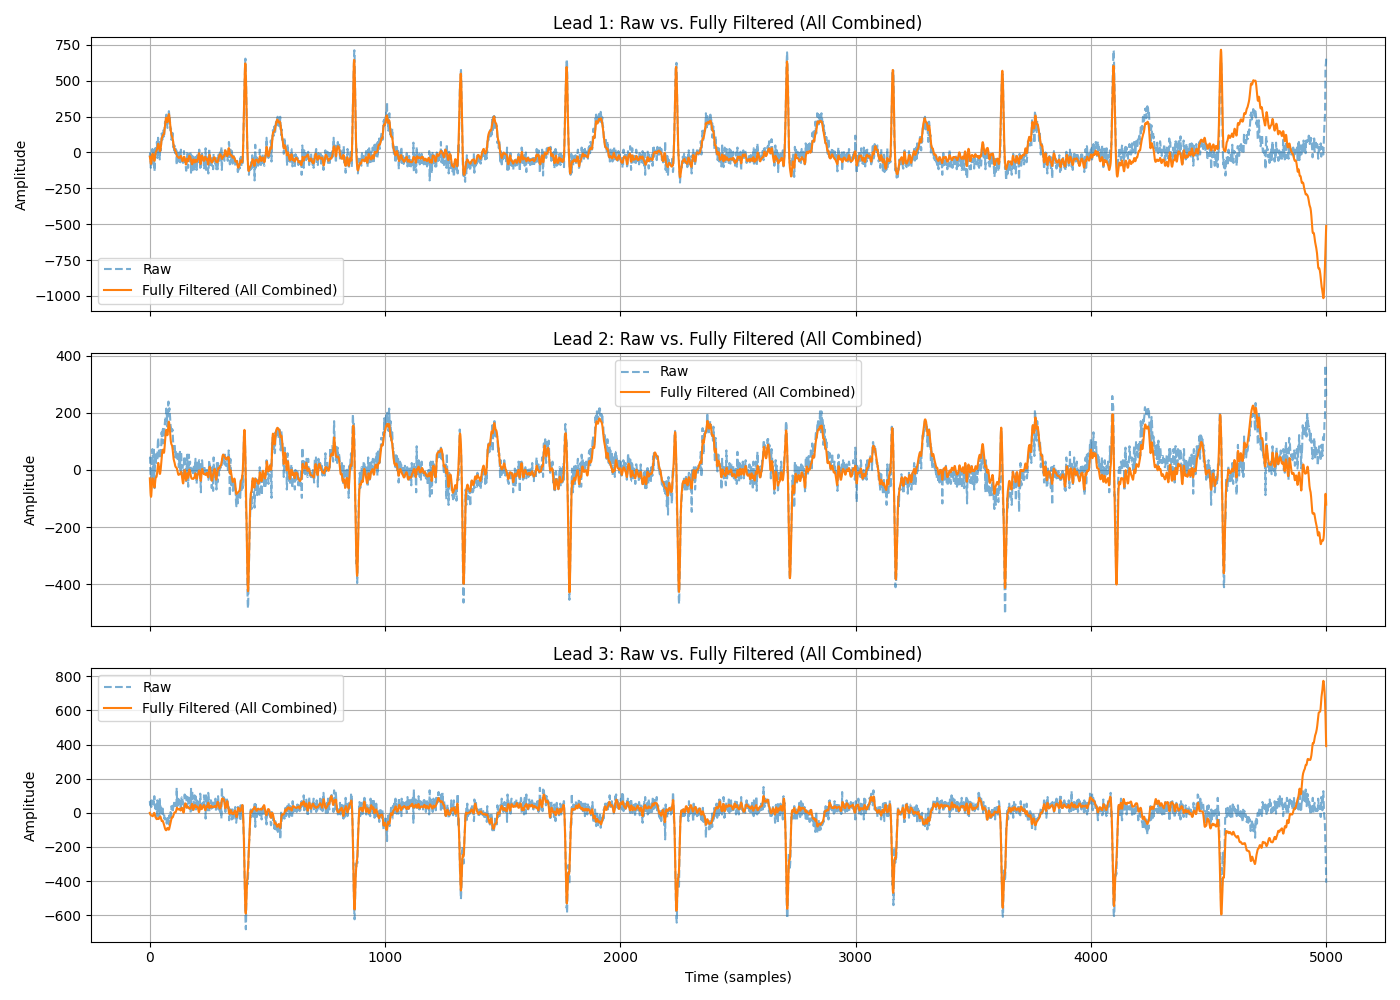 Lead 1: Raw vs. Fully Filtered (All Combined)
750
500
250
0
−250
−500
−750
−1000
Amplitude
Raw
Fully Filtered (All Combined)
Lead 2: Raw vs. Fully Filtered (All Combined)
400
200
0
−200
−400
Amplitude
Raw
Fully Filtered (All Combined)
Lead 3: Raw vs. Fully Filtered (All Combined)
800
600
400
200
0
−200
−400
−600
Amplitude
Raw
Fully Filtered (All Combined)
0 1000 2000 3000 4000 5000
Time (samples)